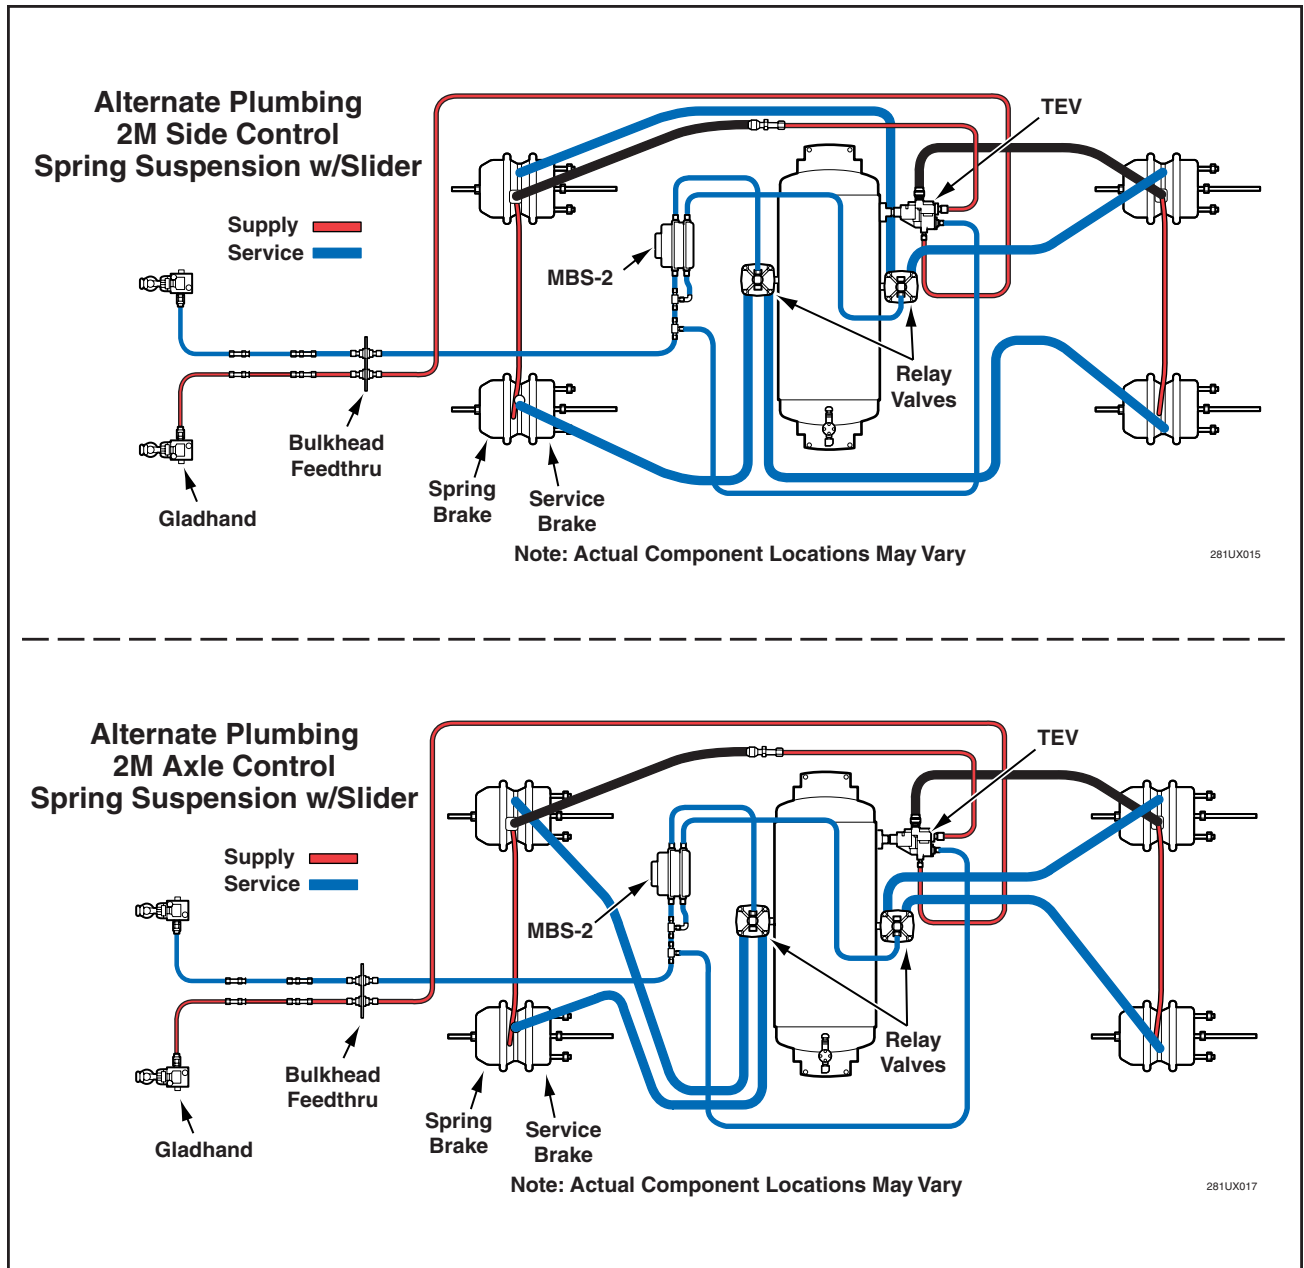 Alternate Plumbing
2M Side Control
Spring Suspension w/Slider
Supply
Service
TEV
MBS-2
Relay
Valves
Bulkhead
Feedthru
Gladhand
Spring
Brake
Service
Brake
Note: Actual Component Locations May Vary
281UX015
Alternate Plumbing
2M Axle Control
Spring Suspension w/Slider
Supply
Service
TEV
MBS-2
Relay
Valves
Bulkhead
Feedthru
Gladhand
Spring
Brake
Service
Brake
Note: Actual Component Locations May Vary
281UX017